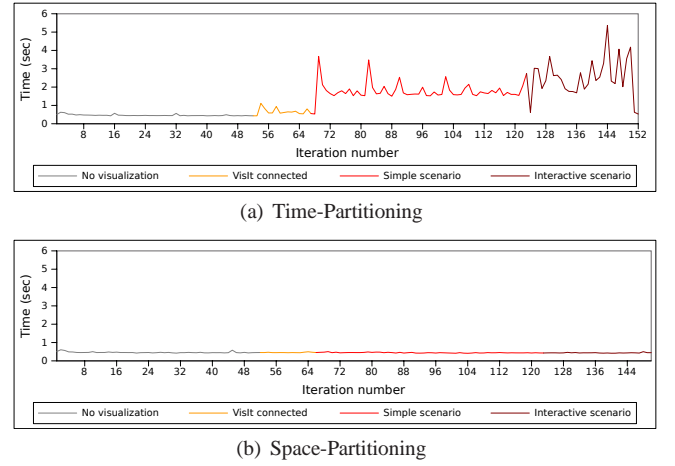 6
5
4
3
2
1
0
Time (sec)
8 16 24 32 40 48 56 64 72 80 88 96 104 112 120 128 136 144 152
Iteration number
No visualization VisIt connected Simple scenario Interactive scenario
(a) Time-Partitioning
6
5
4
3
2
1
0
Time (sec)
8 16 24 32 40 48 56 64 72 80 88 96 104 112 120 128 136 144
Iteration number
No visualization VisIt connected Simple scenario Interactive scenario
(b) Space-Partitioning